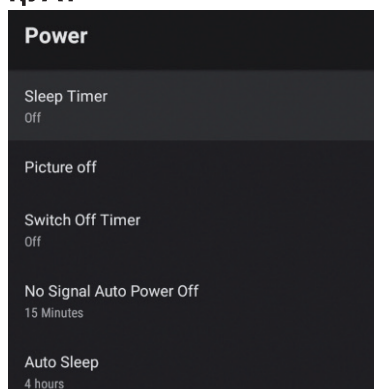 Power
Sleep Timer
Off
Picture off
Switch Off Timer
Off
No Signal Auto Power Off
15 Minutes
Auto Sleep
4 hours